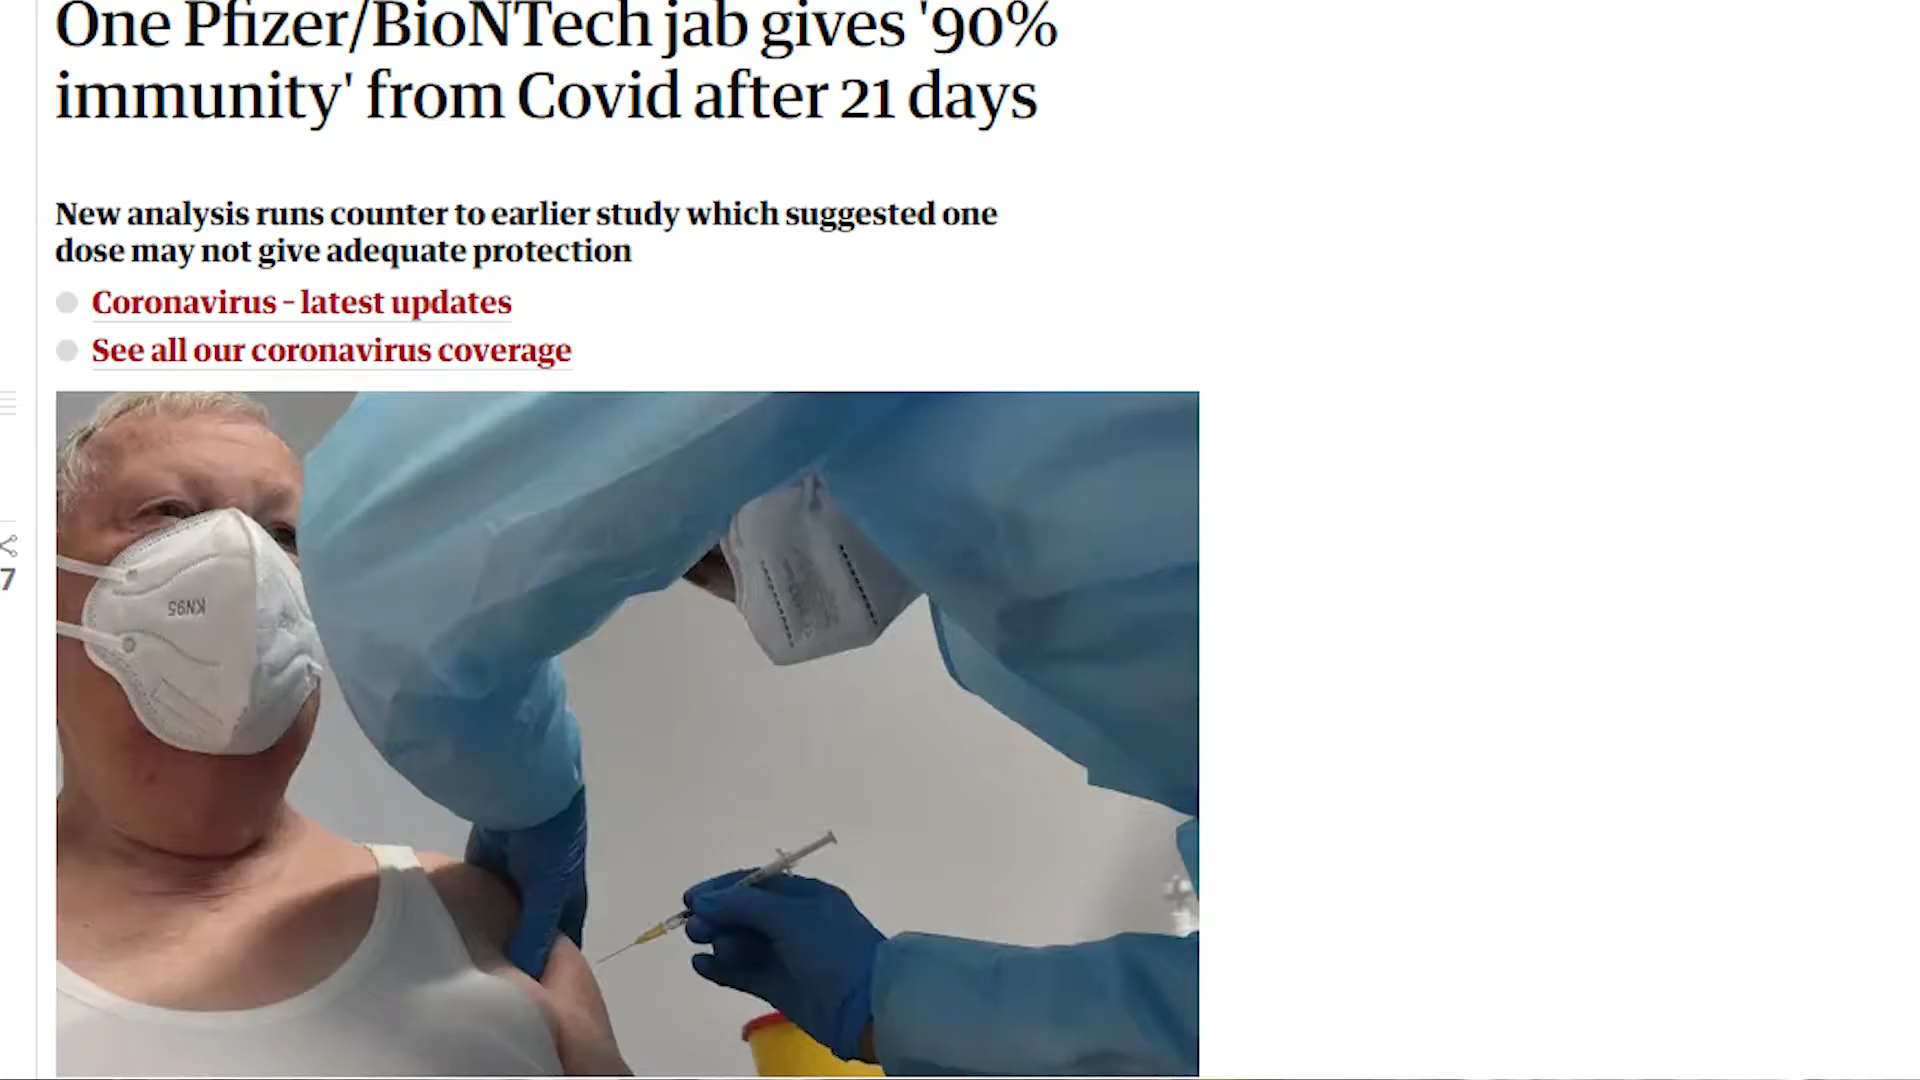 One Pfizer/BioNTech jab gives '90%
immunity' from Covid after 21 days
New analysis runs counter to earlier study which suggested one
dose may not give adequate protection
Coronavirus – latest updates
See all our coronavirus coverage
7
KN95